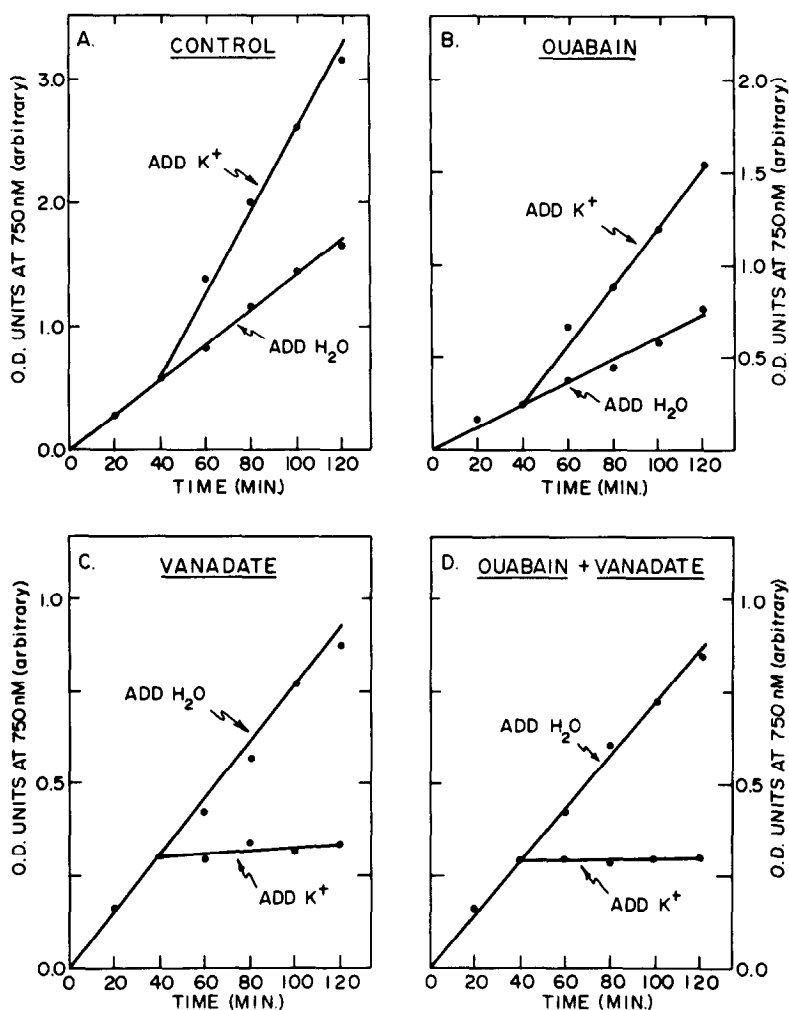 A.
CONTROL
O.D. UNITS AT 750nM (arbitrary)
3.0
2.0
1.0
0.0
ADD K+
ADD H2O
0 20 40 60 80 100 120
TIME (MIN.)
B.
OUABAIN
O.D. UNITS AT 750nM (arbitrary)
2.0
1.5
1.0
0.5
ADD K+
ADD H2O
0 20 40 60 80 100 120
TIME (MIN.)
C.
VANADATE
O.D. UNITS AT 750nM (arbitrary)
1.0
0.5
0.0
ADD H2O
ADD K+
0 20 40 60 80 100 120
TIME (MIN.)
D.
OUABAIN + VANADATE
O.D. UNITS AT 750nM (arbitrary)
1.0
0.5
0.0
ADD H2O
ADD K+
0 20 40 60 80 100 120
TIME (MIN.)